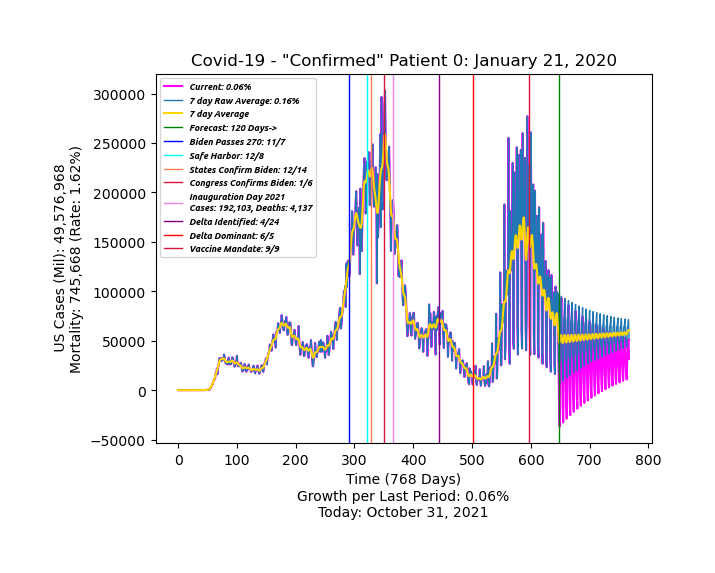 Covid-19 - "Confirmed" Patient 0: January 21, 2020
Current: 0.06%
7 day Raw Average: 0.16%
7 day Average
Forecast: 120 Days->
Biden Passes 270: 11/7
Safe Harbor: 12/8
States Confirm Biden: 12/14
Congress Confirms Biden: 1/6
Inauguration Day 2021
Cases: 192,103, Deaths: 4,137
Delta Identified: 4/24
Delta Dominant: 6/5
Vaccine Mandate: 9/9
US Cases (Mil): 49,576,968
Mortality: 745,668 (Rate: 1.62%)
300000
250000
200000
150000
100000
50000
0
−50000
0 100 200 300 400 500 600 700 800
Time (768 Days)
Growth per Last Period: 0.06%
Today: October 31, 2021